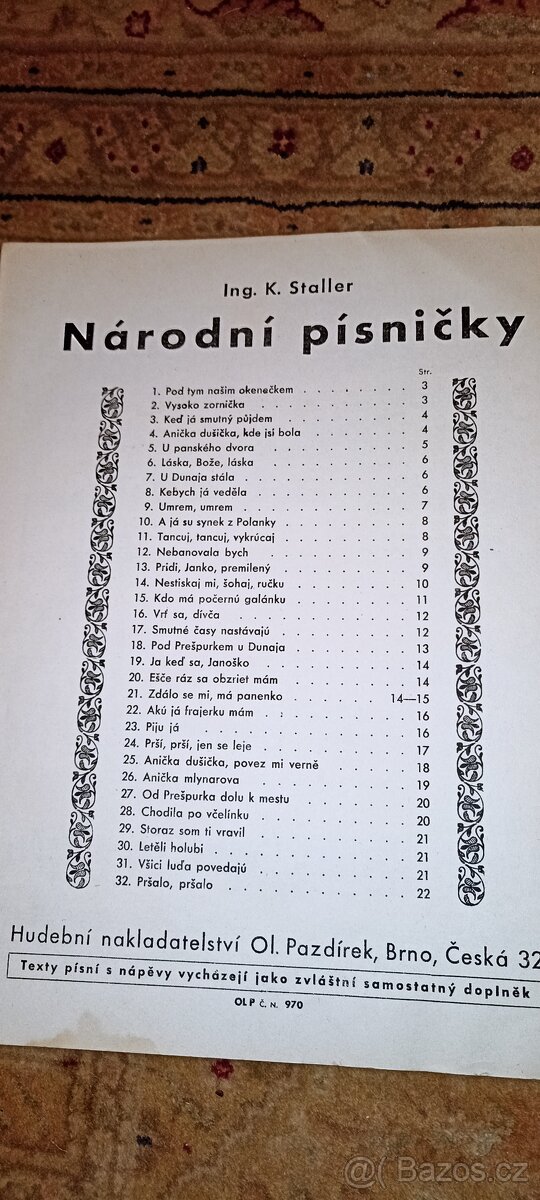 Ing. K. Staller
Národní písničky
Str.
1. Pod tym našim okenečkem . . . . . . . 3
2. Vysoko zornička . . . . . . . . . 3
3. Keď já smutný půjdem . . . . . . . . 4
4. Anička dušička, kde jsi bola . . . . . . 4
5. U panského dvora . . . . . . . . . 5
6. Láska, Bože, láska . . . . . . . . . 6
7. U Dunaja stála . . . . . . . . . . 6
8. Kebych já veděla . . . . . . . . . 6
9. Umrem, umrem . . . . . . . . . . 7
10. A já su synek z Polanky . . . . . . . 8
11. Tancuj, tancuj, vykrúcaj . . . . . . . 8
12. Nebanovala bych . . . . . . . . . 9
13. Pridi, Janko, premilený . . . . . . . . 9
14. Nestiskaj mi, šohaj, ručku . . . . . . . 10
15. Kdo má počernú galánku . . . . . . . 11
16. Vrť sa, dívča . . . . . . . . . . 12
17. Smutné časy nastávajú . . . . . . . . 12
18. Pod Prešpurkem u Dunaja . . . . . . . 13
19. Ja keď sa, Janoško . . . . . . . . . 14
20. Ešče ráz sa obzriet mám . . . . . . . 14
21. Zdálo se mi, má panenko . . . . . . 14—15
22. Akú já frajerku mám . . . . . . . . 16
23. Piju já . . . . . . . . . . . . 16
24. Prší, prší, jen se leje . . . . . . . . 17
25. Anička dušička, povez mi verně . . . . . 18
26. Anička mlynarova . . . . . . . . . 19
27. Od Prešpurka dolu k mestu . . . . . . 20
28. Chodila po včelínku . . . . . . . . 20
29. Storaz som ti vravil . . . . . . . . 21
30. Letěli holubi . . . . . . . . . . 21
31. Všici luďa povedajú . . . . . . . . 21
32. Pršalo, pršalo . . . . . . . . . . 22
Hudební nakladatelství Ol. Pazdírek, Brno, Česká 32
Texty písní s nápěvy vycházejí jako zvláštní samostatný doplněk
OLP Č. N. 970
@ Bazos.cz